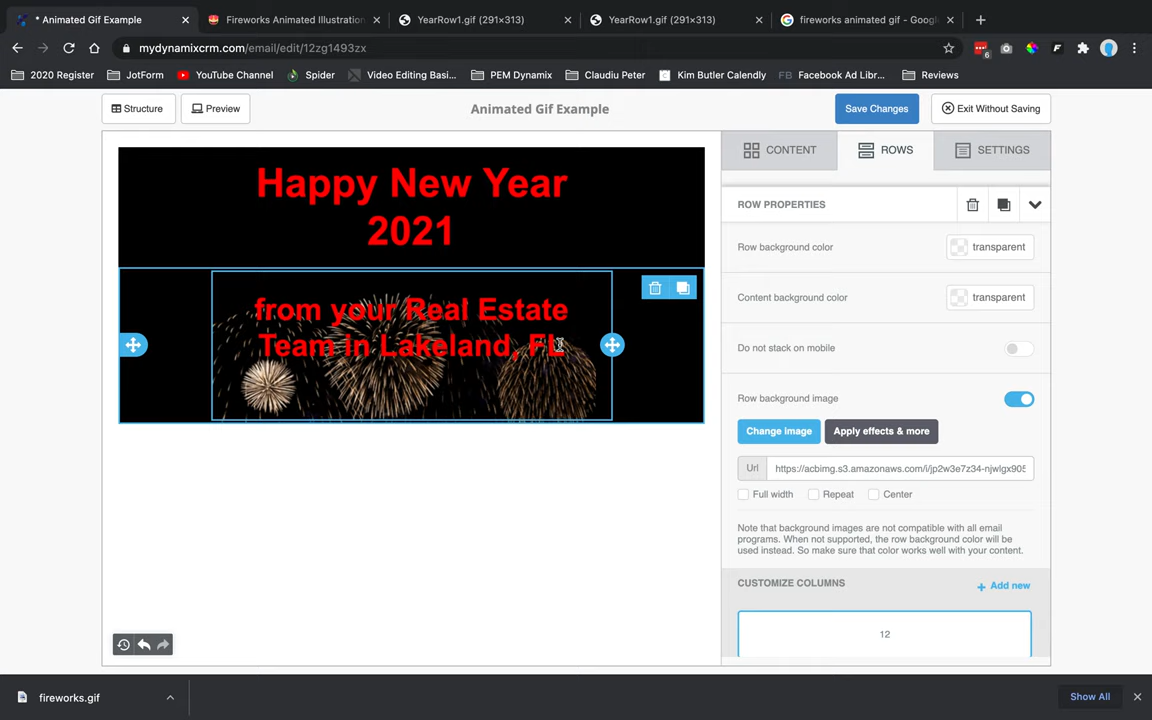 * Animated Gif Example
Fireworks Animated Illustration
YearRow1.gif (291×313)
YearRow1.gif (291×313)
fireworks animated gif - Google
mydynamixcrm.com/email/edit/12zg1493zx
6
2020 Register
JotForm
YouTube Channel
Spider
Video Editing Basi...
PEM Dynamix
Claudiu Peter
Kim Butler Calendly
FB Facebook Ad Libr...
Reviews
Structure
Preview
Animated Gif Example
Save Changes
Exit Without Saving
CONTENT
ROWS
SETTINGS
Happy New Year
2021
from your Real Estate
Team in Lakeland, FL
ROW PROPERTIES
Row background color
transparent
Content background color
transparent
Do not stack on mobile
Row background image
Change image
Apply effects & more
Url
https://acbimg.s3.amazonaws.com/i/jp2w3e7z34-njwlgx905
Full width
Repeat
Center
Note that background images are not compatible with all email
programs. When not supported, the row background color will be
used instead. So make sure that color works well with your content.
CUSTOMIZE COLUMNS
+ Add new
12
fireworks.gif
Show All